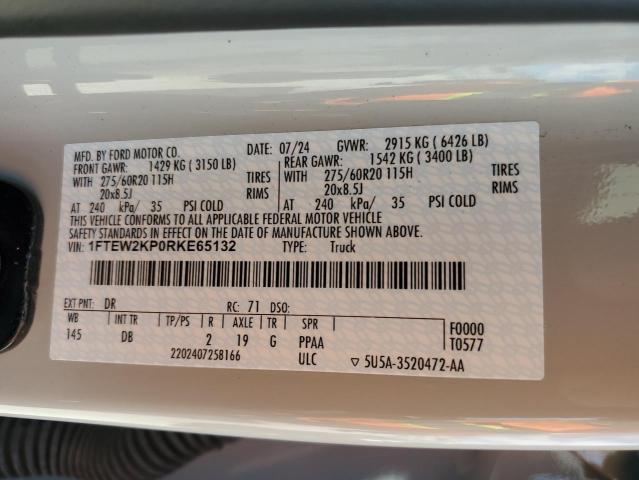 MFD. BY FORD MOTOR CO.
DATE: 07/24 GVWR: 2915 KG ( 6426 LB)
FRONT GAWR: 1429 KG ( 3150 LB)
REAR GAWR: 1542 KG ( 3400 LB)
WITH 275/60R20 115H TIRES
WITH 275/60R20 115H TIRES
20x8.5J RIMS
20x8.5J RIMS
AT 240 kPa/ 35 PSI COLD
AT 240 kPa/ 35 PSI COLD
THIS VEHICLE CONFORMS TO ALL APPLICABLE FEDERAL MOTOR VEHICLE
SAFETY STANDARDS IN EFFECT ON THE DATE OF MANUFACTURE SHOWN ABOVE.
VIN: 1FTEW2KP0RKE65132 TYPE: Truck
EXT PNT: DR RC: 71 DSO:
WB INT TR TP/PS R AXLE TR SPR F0000
145 DB 2 19 G PPAA T0577
2202407258166 ULC ▽ 5U5A-3520472-AA